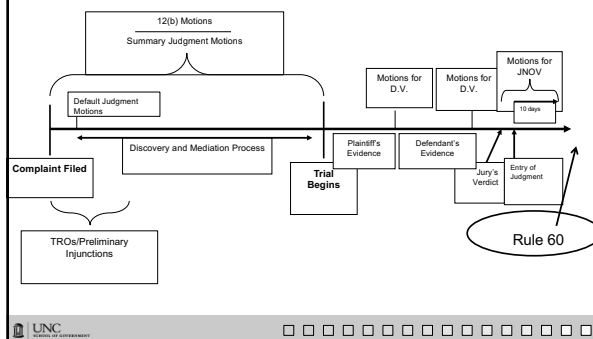 12(b) Motions
Summary Judgment Motions
Default Judgment
Motions
Discovery and Mediation Process
Complaint Filed
TROs/Preliminary
Injunctions
Trial
Begins
Plaintiff's
Evidence
Motions for
D.V.
Defendant's
Evidence
Motions for
D.V.
Jury's
Verdict
Motions for
JNOV
10 days
Entry of
Judgment
Rule 60
UNC
SCHOOL OF GOVERNMENT